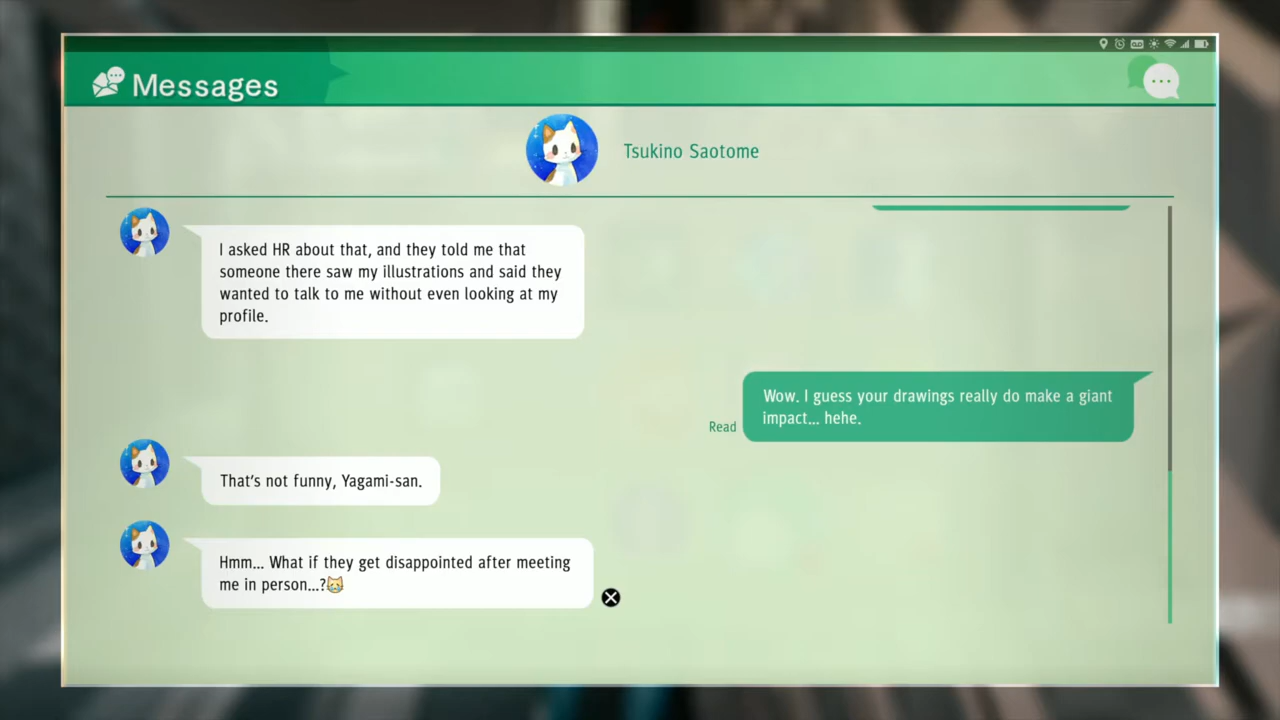 Messages
Tsukino Saotome
I asked HR about that, and they told me that
someone there saw my illustrations and said they
wanted to talk to me without even looking at my
profile.
Wow. I guess your drawings really do make a giant
impact... hehe.
Read
That's not funny, Yagami-san.
Hmm... What if they get disappointed after meeting
me in person...?😹